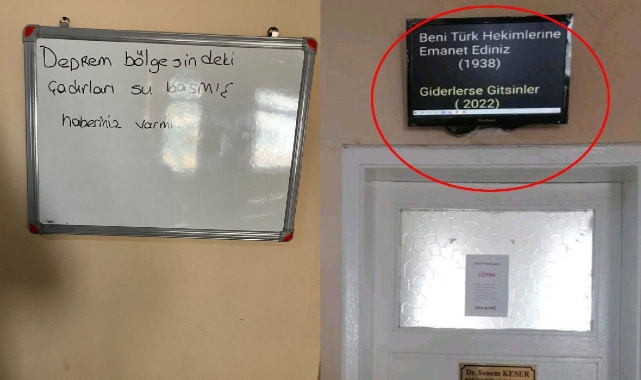 Deprem bölgesindeki
çadırları su basmış
haberiniz varmı
Beni Türk Hekimlerine
Emanet Ediniz
(1938)
Giderlerse Gitsinler
( 2022)
LÜTFEN
Dr. Senem KESER